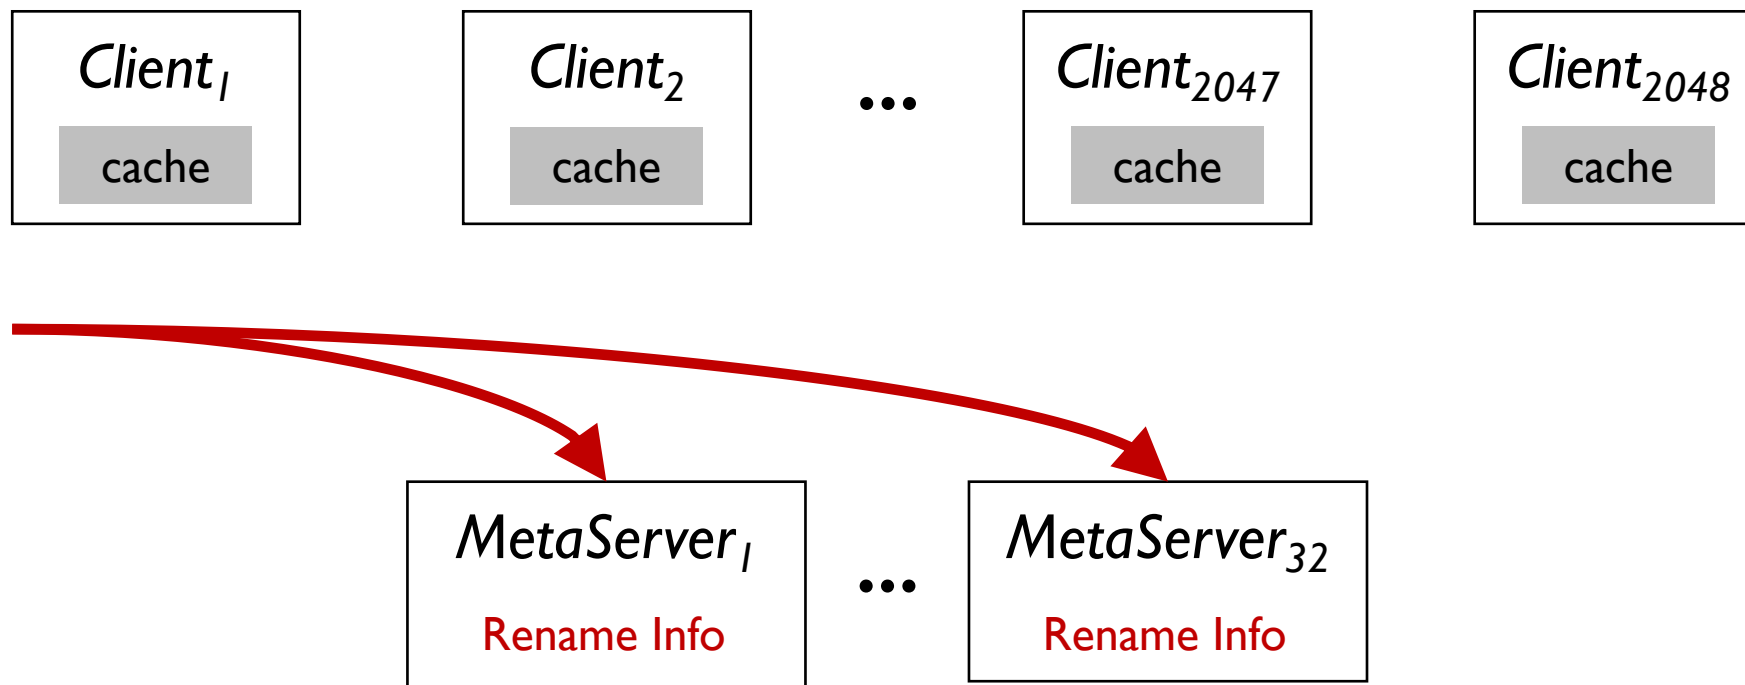 Client1 Client2 ... Client2047 Client2048
cache cache cache cache
MetaServer1 ... MetaServer32
Rename Info Rename Info